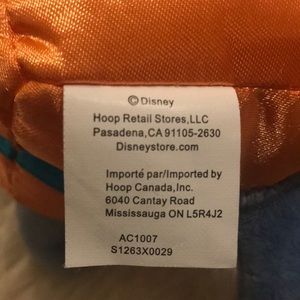 ©Disney
Hoop Retail Stores,LLC
Pasadena,CA 91105-2630
Disneystore.com
Importé par/Imported by
Hoop Canada,Inc.
6040 Cantay Road
Mississauga ON L5R4J2
AC1007
S1263X0029